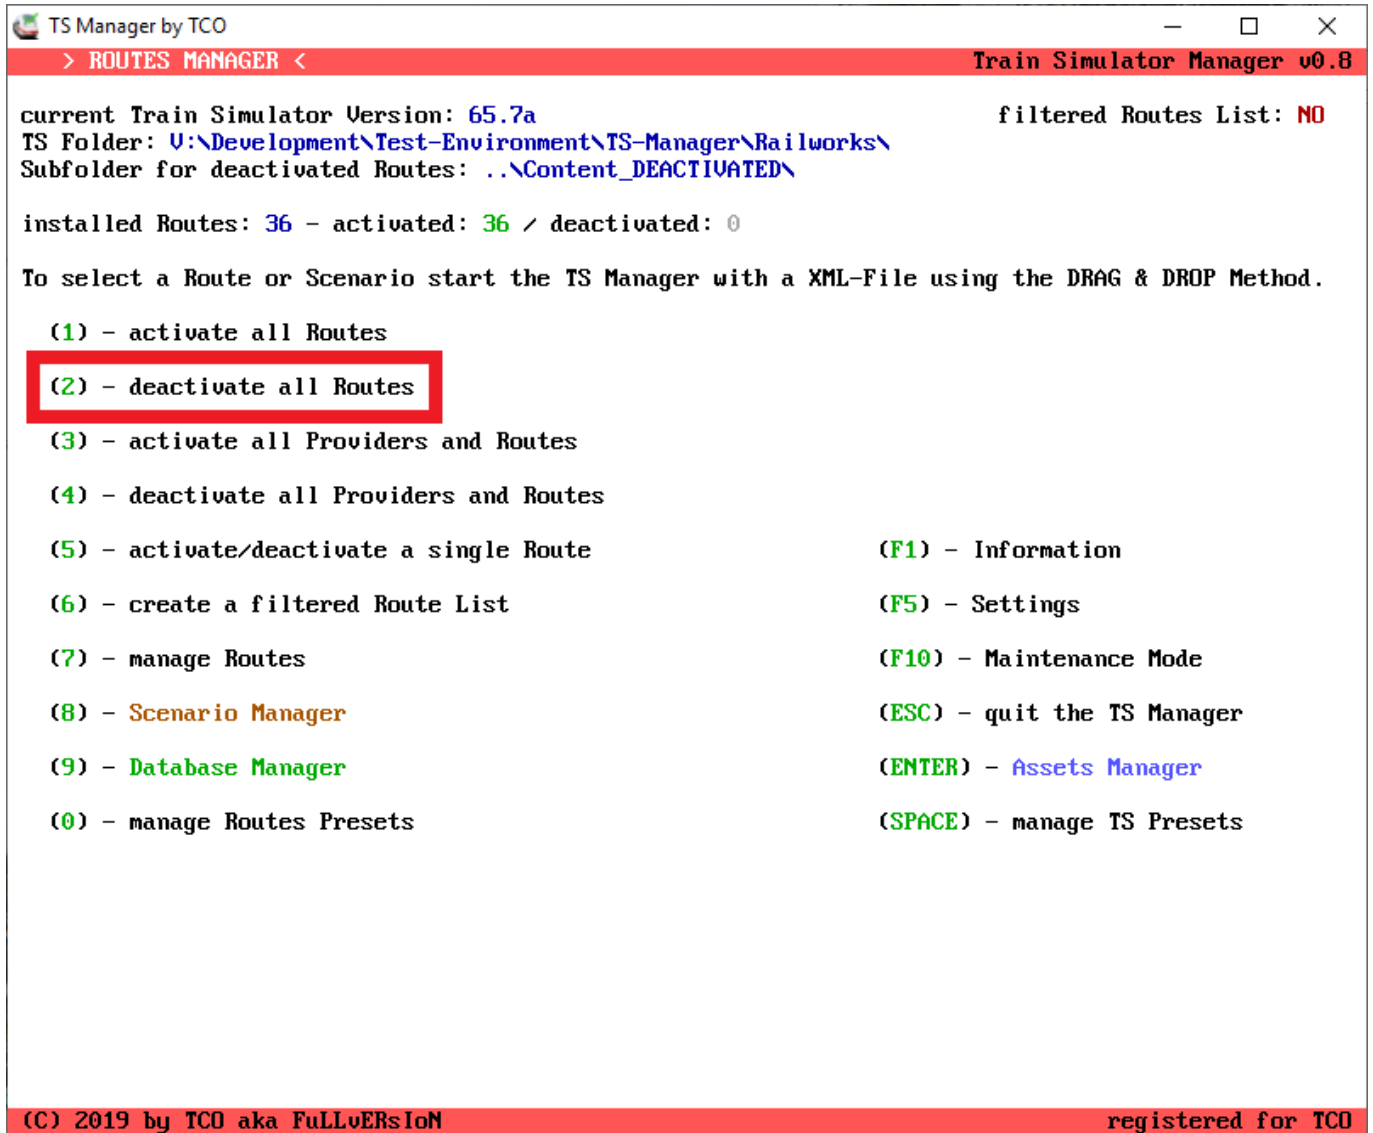 TS Manager by TCO
> ROUTES MANAGER < Train Simulator Manager v0.8
current Train Simulator Version: 65.7a filtered Routes List: NO
TS Folder: V:\Development\Test-Environment\TS-Manager\Railworks\
Subfolder for deactivated Routes: ..\Content_DEACTIVATED\
installed Routes: 36 - activated: 36 / deactivated: 0
To select a Route or Scenario start the TS Manager with a XML-File using the DRAG & DROP Method.
(1) - activate all Routes
(2) - deactivate all Routes
(3) - activate all Providers and Routes
(4) - deactivate all Providers and Routes
(5) - activate/deactivate a single Route (F1) - Information
(6) - create a filtered Route List (F5) - Settings
(7) - manage Routes (F10) - Maintenance Mode
(8) - Scenario Manager (ESC) - quit the TS Manager
(9) - Database Manager (ENTER) - Assets Manager
(0) - manage Routes Presets (SPACE) - manage TS Presets
(C) 2019 by TCO aka FuLLvERsIoN registered for TCO